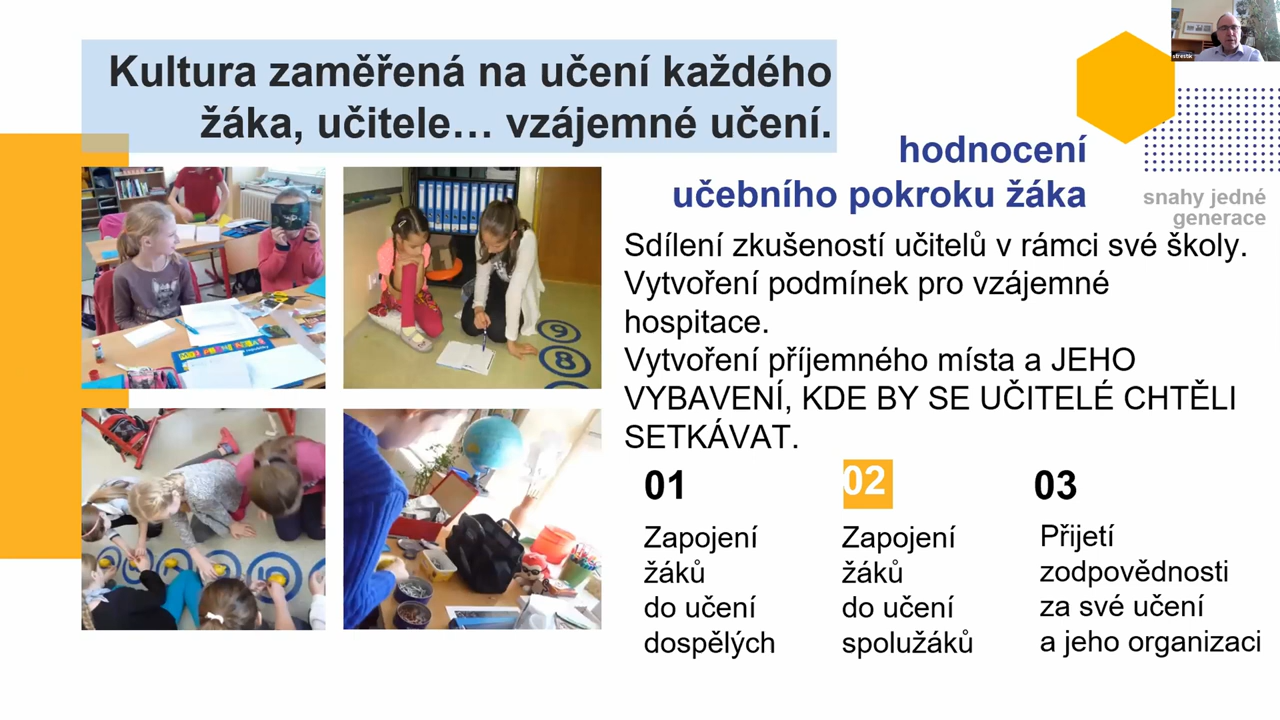 Kultura zaměřená na učení každého
žáka, učitele… vzájemné učení.
hodnocení
učebního pokroku žáka
snahy jedné
generace
Sdílení zkušeností učitelů v rámci své školy.
Vytvoření podmínek pro vzájemné
hospitace.
Vytvoření příjemného místa a JEHO
VYBAVENÍ, KDE BY SE UČITELÉ CHTĚLI
SETKÁVAT.
01
Zapojení
žáků
do učení
dospělých
02
Zapojení
žáků
do učení
spolužáků
03
Přijetí
zodpovědnosti
za své učení
a jeho organizaci
9
8